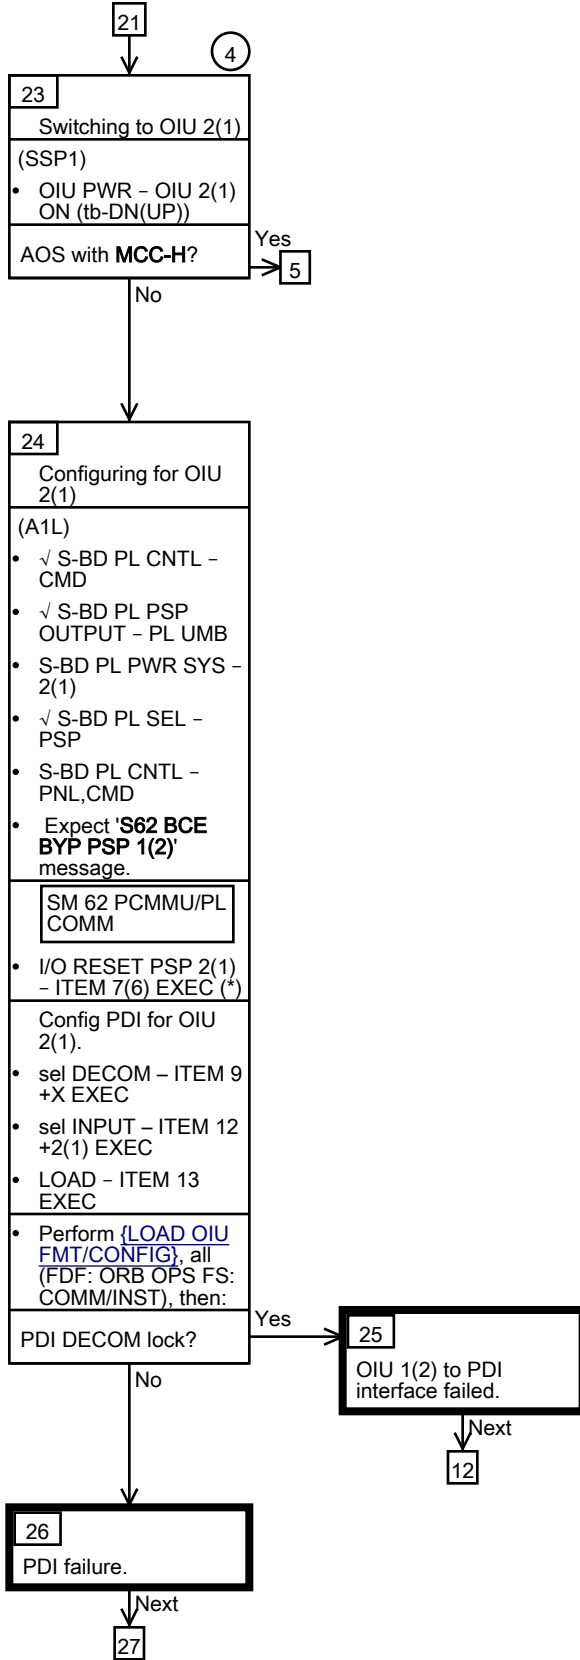 21
4
23
Switching to OIU 2(1)
(SSP1)
• OIU PWR – OIU 2(1)
ON (tb-DN(UP))
AOS with MCC-H?
Yes
5
No
24
Configuring for OIU
2(1)
(A1L)
• √ S-BD PL CNTL –
CMD
• √ S-BD PL PSP
OUTPUT – PL UMB
• S-BD PL PWR SYS –
2(1)
• √ S-BD PL SEL –
PSP
• S-BD PL CNTL –
PNL,CMD
• Expect 'S62 BCE
BYP PSP 1(2)'
message.
SM 62 PCMMU/PL
COMM
• I/O RESET PSP 2(1)
– ITEM 7(6) EXEC (*)
Config PDI for OIU
2(1).
• sel DECOM – ITEM 9
+X EXEC
• sel INPUT – ITEM 12
+2(1) EXEC
• LOAD – ITEM 13
EXEC
• Perform {LOAD OIU
FMT/CONFIG}, all
(FDF: ORB OPS FS:
COMM/INST), then:
PDI DECOM lock?
Yes
25
OIU 1(2) to PDI
interface failed.
Next
12
No
26
PDI failure.
Next
27